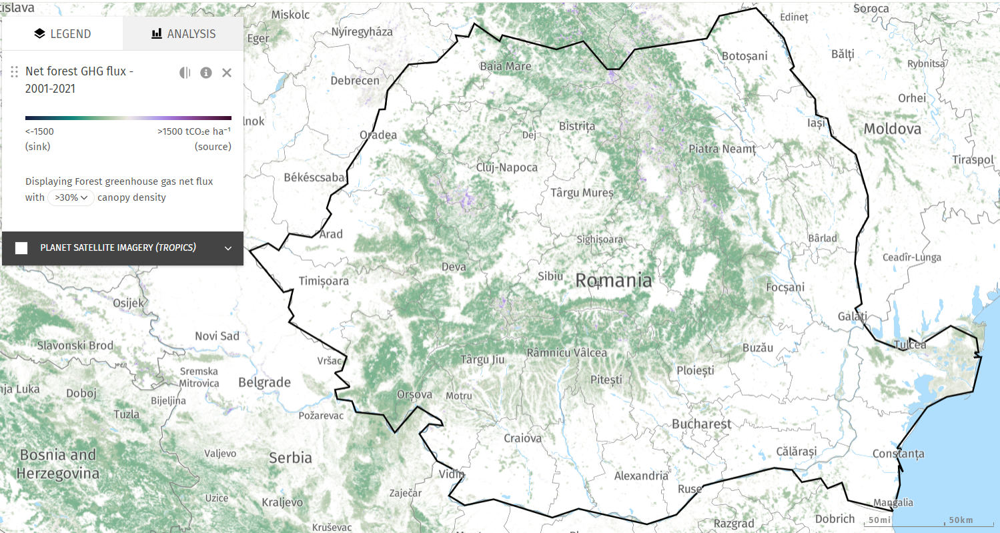 LEGEND
ANALYSIS
Net forest GHG flux -
2001-2021
<-1500
(sink)
>1500 tCO₂e ha⁻¹
(source)
Displaying Forest greenhouse gas net flux
with >30% canopy density
PLANET SATELLITE IMAGERY (TROPICS)
Miskolc
Nyíregyháza
Eger
Edineț
Soroca
Bălți
Rybnitsa
Botoșani
Baia Mare
Debrecen
Orhei
Iași
Moldova
Bistrița
Dej
Oradea
Piatra Neamț
Tiraspol
Cluj-Napoca
Békéscsaba
Târgu Mureș
Arad
Sighișoara
Bârlad
Ceadîr-Lunga
Deva
Sibiu
Romania
Timișoara
Focșani
Osijek
Galați
Novi Sad
Slavonski Brod
Tulcea
Buzău
Râmnicu Vâlcea
Târgu Jiu
Vršac
Ploiești
Sremska
Mitrovica
Belgrade
Pitești
Doboj
Orșova
Motru
Bijeljina
Tuzla
Požarevac
Bucharest
Craiova
Călărași
Constanța
Valjevo
Serbia
Bosnia and
Herzegovina
Vidin
Alexandria
Ruse
Zaječar
Uzice
Kraljevo
Mangalia
Dobrich
Razgrad
Kruševac
50mi
50km